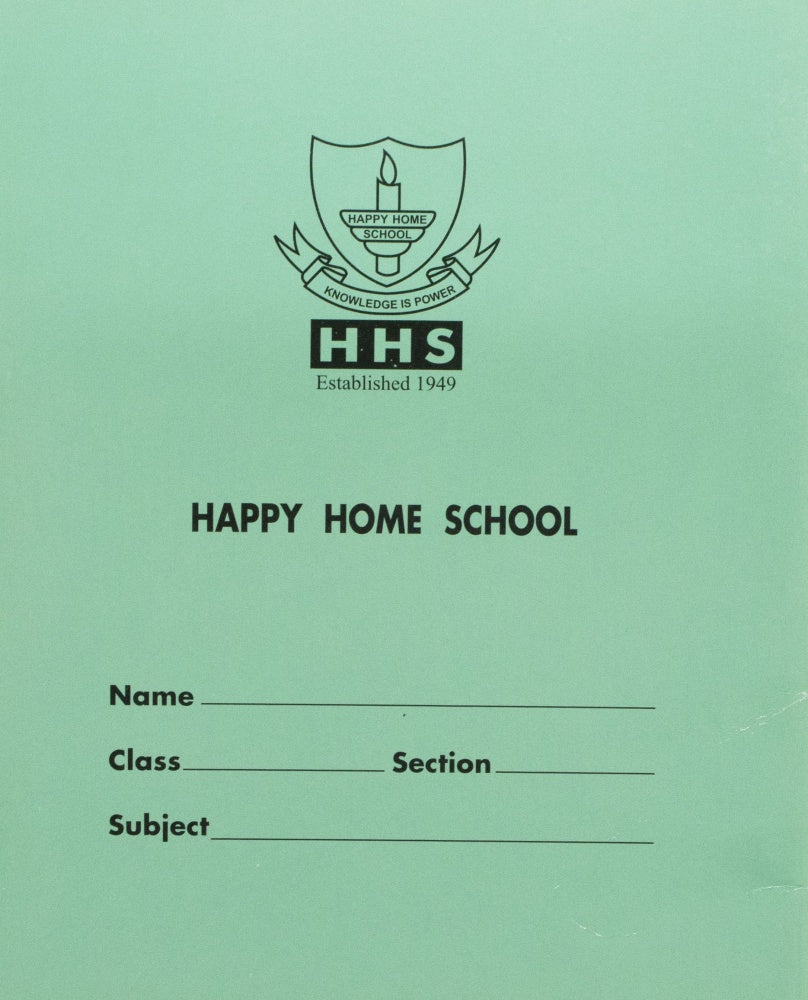 HAPPY HOME
SCHOOL
KNOWLEDGE IS POWER
HHS
Established 1949
HAPPY HOME SCHOOL
Name
Class Section
Subject